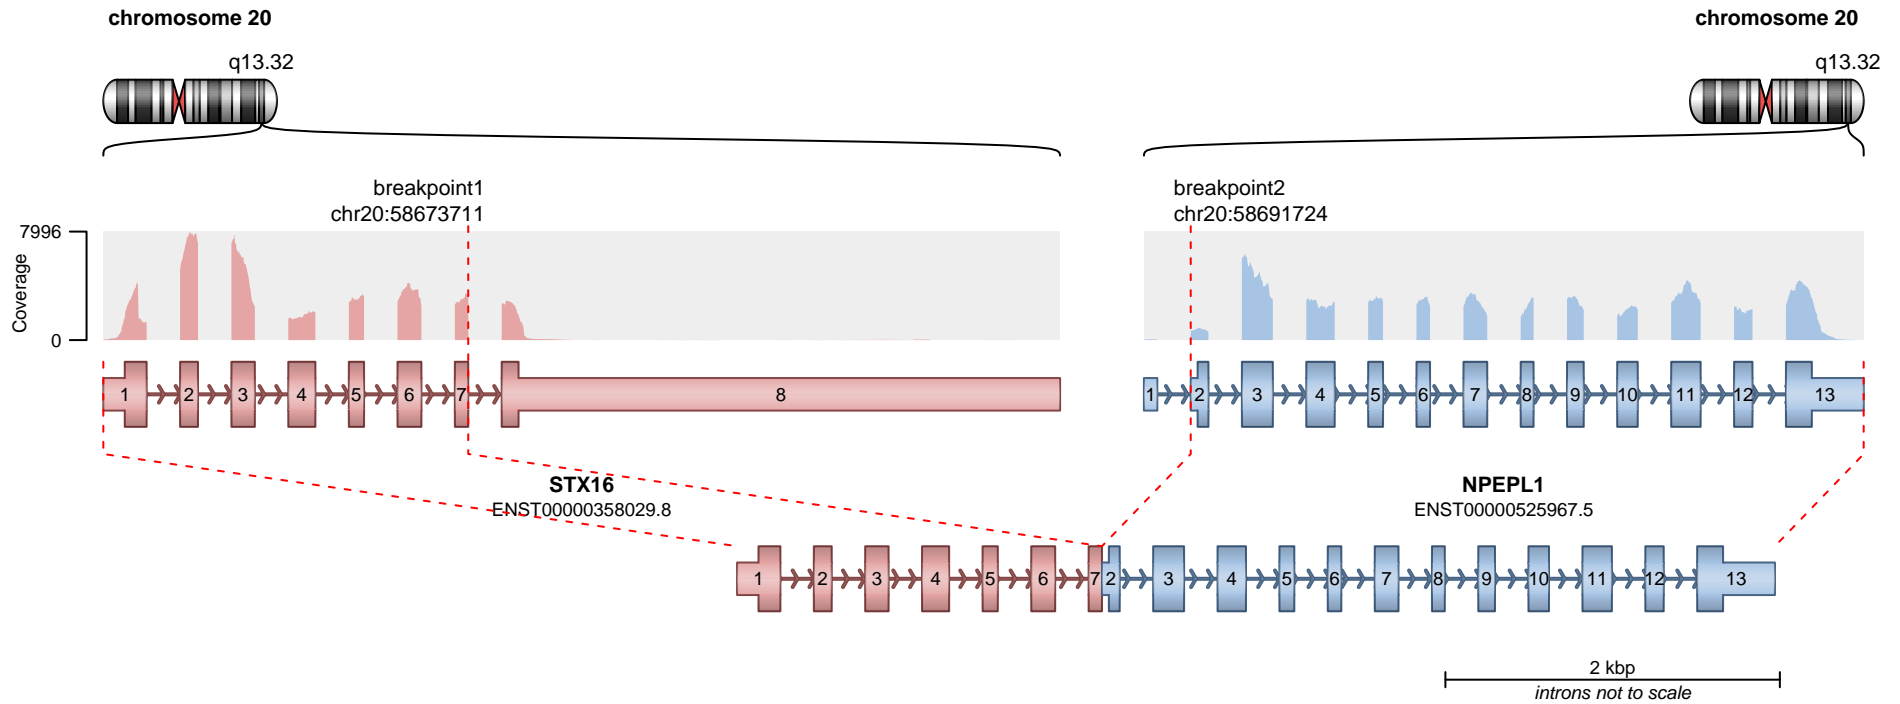 chromosome 20
chromosome 20
q13.32
q13.32
breakpoint1
chr20:58673711
breakpoint2
chr20:58691724
7996
Coverage
0
1 2 3 4 5 6 7 8
1 2 3 4 5 6 7 8 9 10 11 12 13
STX16
ENST00000358029.8
NPEPL1
ENST00000525967.5
1 2 3 4 5 6 7 2 3 4 5 6 7 8 9 10 11 12 13
2 kbp
introns not to scale